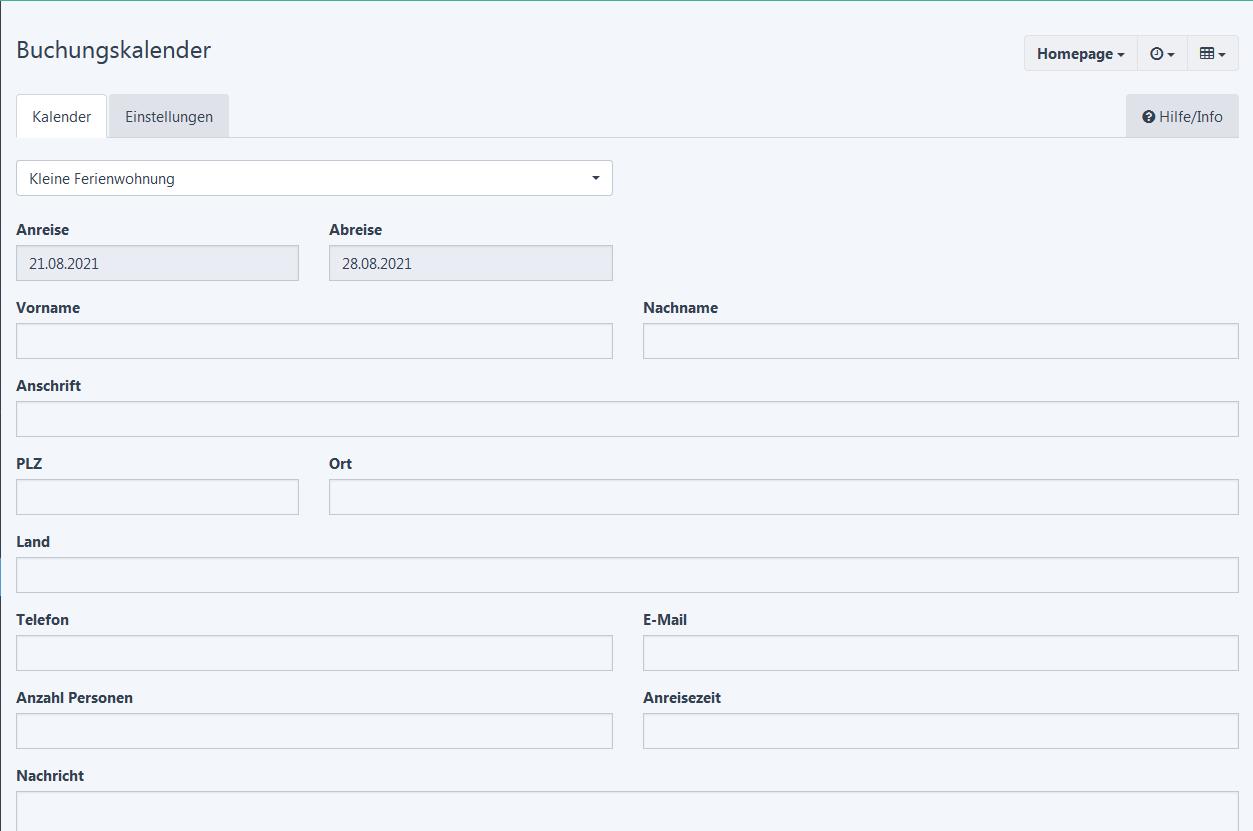 Buchungskalender
Homepage
Kalender
Einstellungen
Hilfe/Info
Kleine Ferienwohnung
Anreise
Abreise
21.08.2021
28.08.2021
Vorname
Nachname
Anschrift
PLZ
Ort
Land
Telefon
E-Mail
Anzahl Personen
Anreisezeit
Nachricht